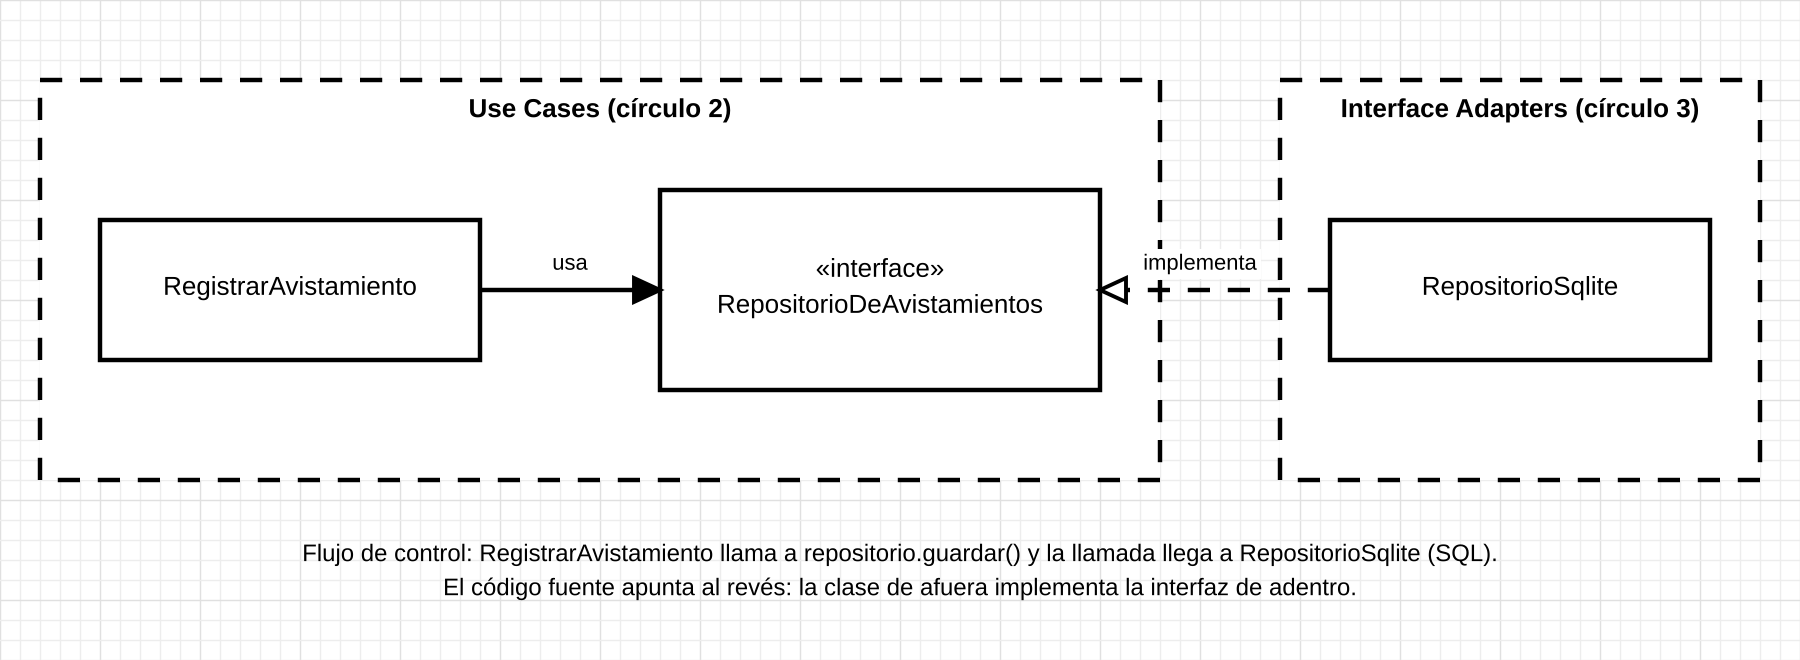 Use Cases (círculo 2)
Interface Adapters (círculo 3)
RegistrarAvistamiento
usa
«interface»
RepositorioDeAvistamientos
implementa
RepositorioSqlite
Flujo de control: RegistrarAvistamiento llama a repositorio.guardar() y la llamada llega a RepositorioSqlite (SQL).
El código fuente apunta al revés: la clase de afuera implementa la interfaz de adentro.